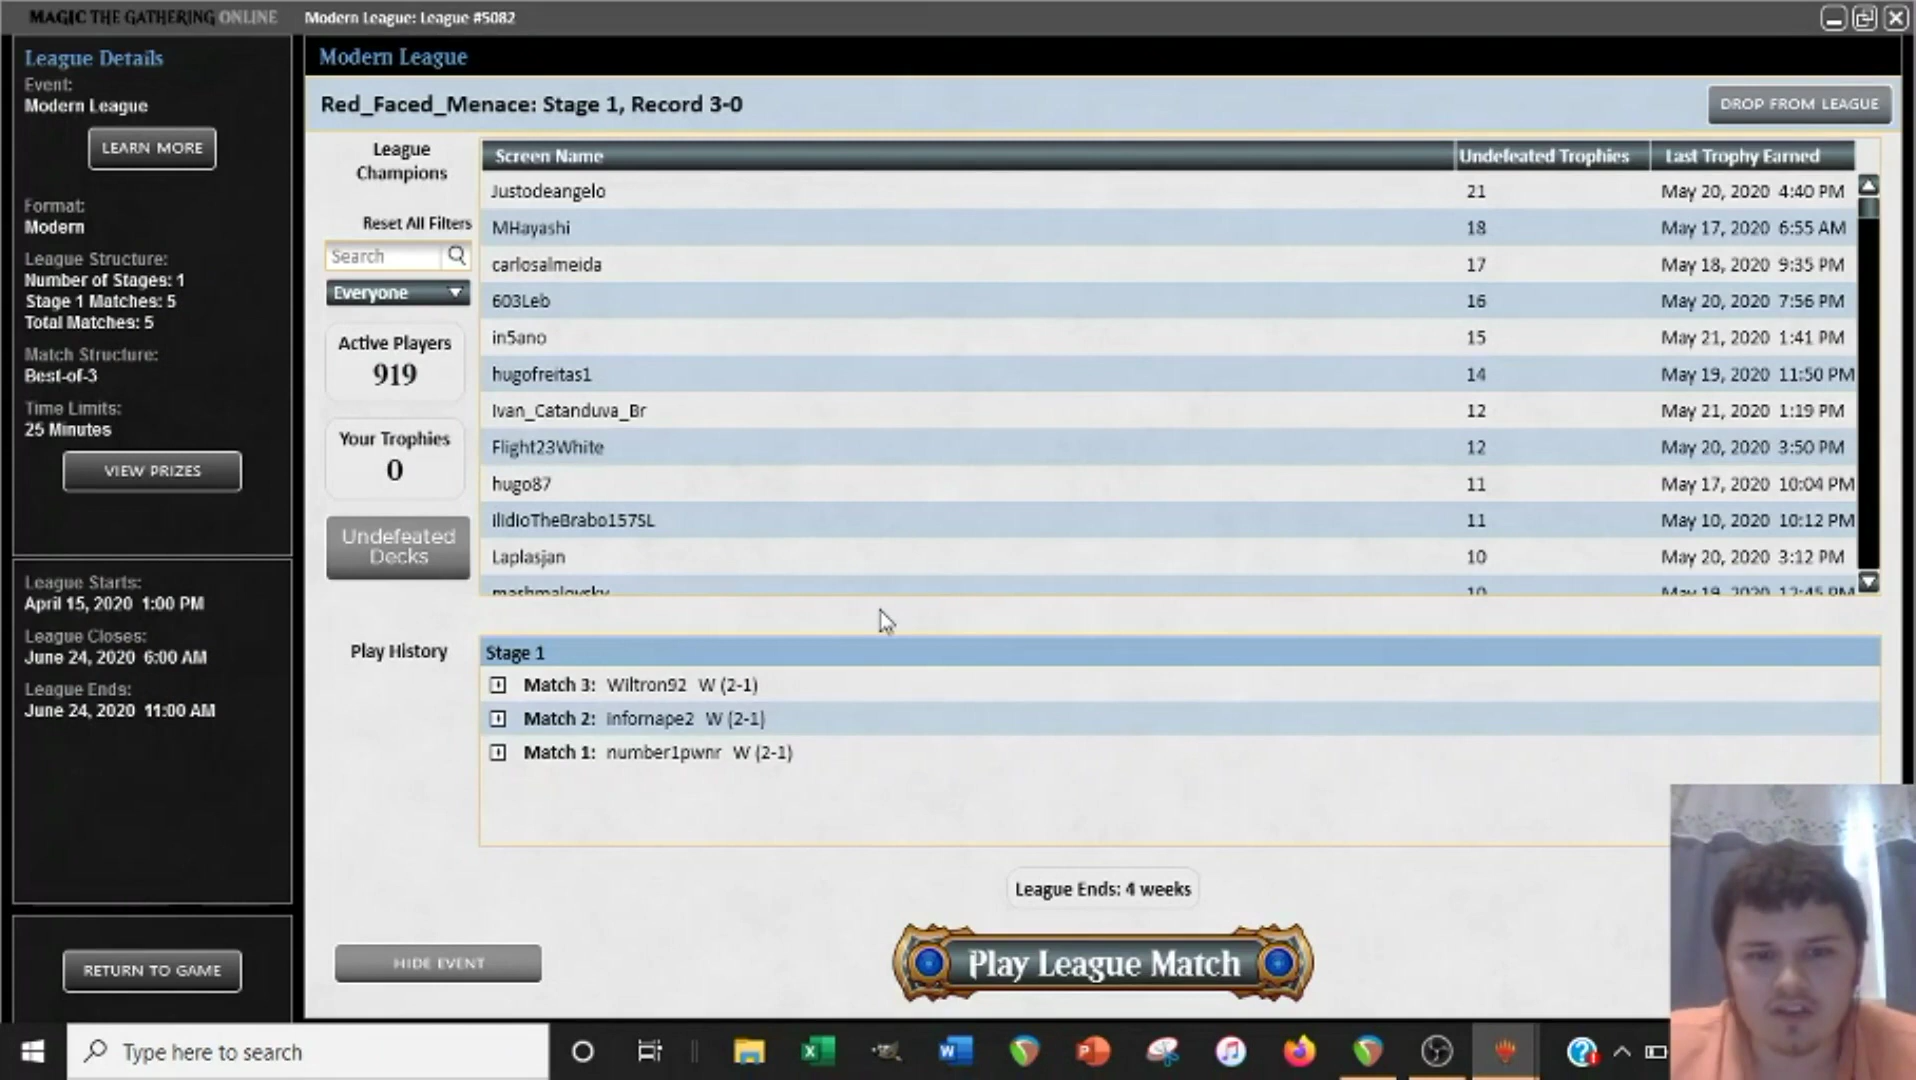 MAGIC THE GATHERING ONLINE
Modern League: League #5082
League Details
Event:
Modern League
LEARN MORE
Format:
Modern
League Structure:
Number of Stages: 1
Stage 1 Matches: 5
Total Matches: 5
Match Structure:
Best-of-3
Time Limits:
25 Minutes
VIEW PRIZES
League Starts:
April 15, 2020 1:00 PM
League Closes:
June 24, 2020 6:00 AM
League Ends:
June 24, 2020 11:00 AM
RETURN TO GAME
Modern League
Red_Faced_Menace: Stage 1, Record 3-0
DROP FROM LEAGUE
League
Champions
Reset All Filters
Search
Everyone
Active Players
919
Your Trophies
0
Undefeated
Decks
Screen Name Undefeated Trophies Last Trophy Earned
Justodeangelo 21 May 20, 2020 4:40 PM
MHayashi 18 May 17, 2020 6:55 AM
carlosalmeida 17 May 18, 2020 9:35 PM
603Leb 16 May 20, 2020 7:56 PM
in5ano 15 May 21, 2020 1:41 PM
hugofreitas1 14 May 19, 2020 11:50 PM
Ivan_Catanduva_Br 12 May 21, 2020 1:19 PM
Flight23White 12 May 20, 2020 3:50 PM
hugo87 11 May 17, 2020 10:04 PM
ilIdioTheBrabo157SL 11 May 10, 2020 10:12 PM
Laplasjan 10 May 20, 2020 3:12 PM
mashmalovsky 10 May 19, 2020 12:45 PM
Play History
Stage 1
Match 3: Wiltron92 W (2-1)
Match 2: infornape2 W (2-1)
Match 1: number1pwnr W (2-1)
League Ends: 4 weeks
HIDE EVENT
Play League Match
Type here to search